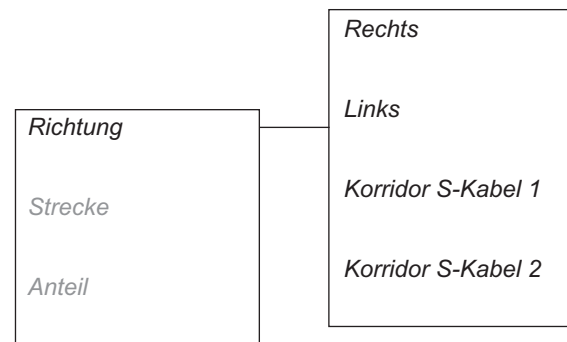 Richtung
Strecke
Anteil
Rechts
Links
Korridor S-Kabel 1
Korridor S-Kabel 2